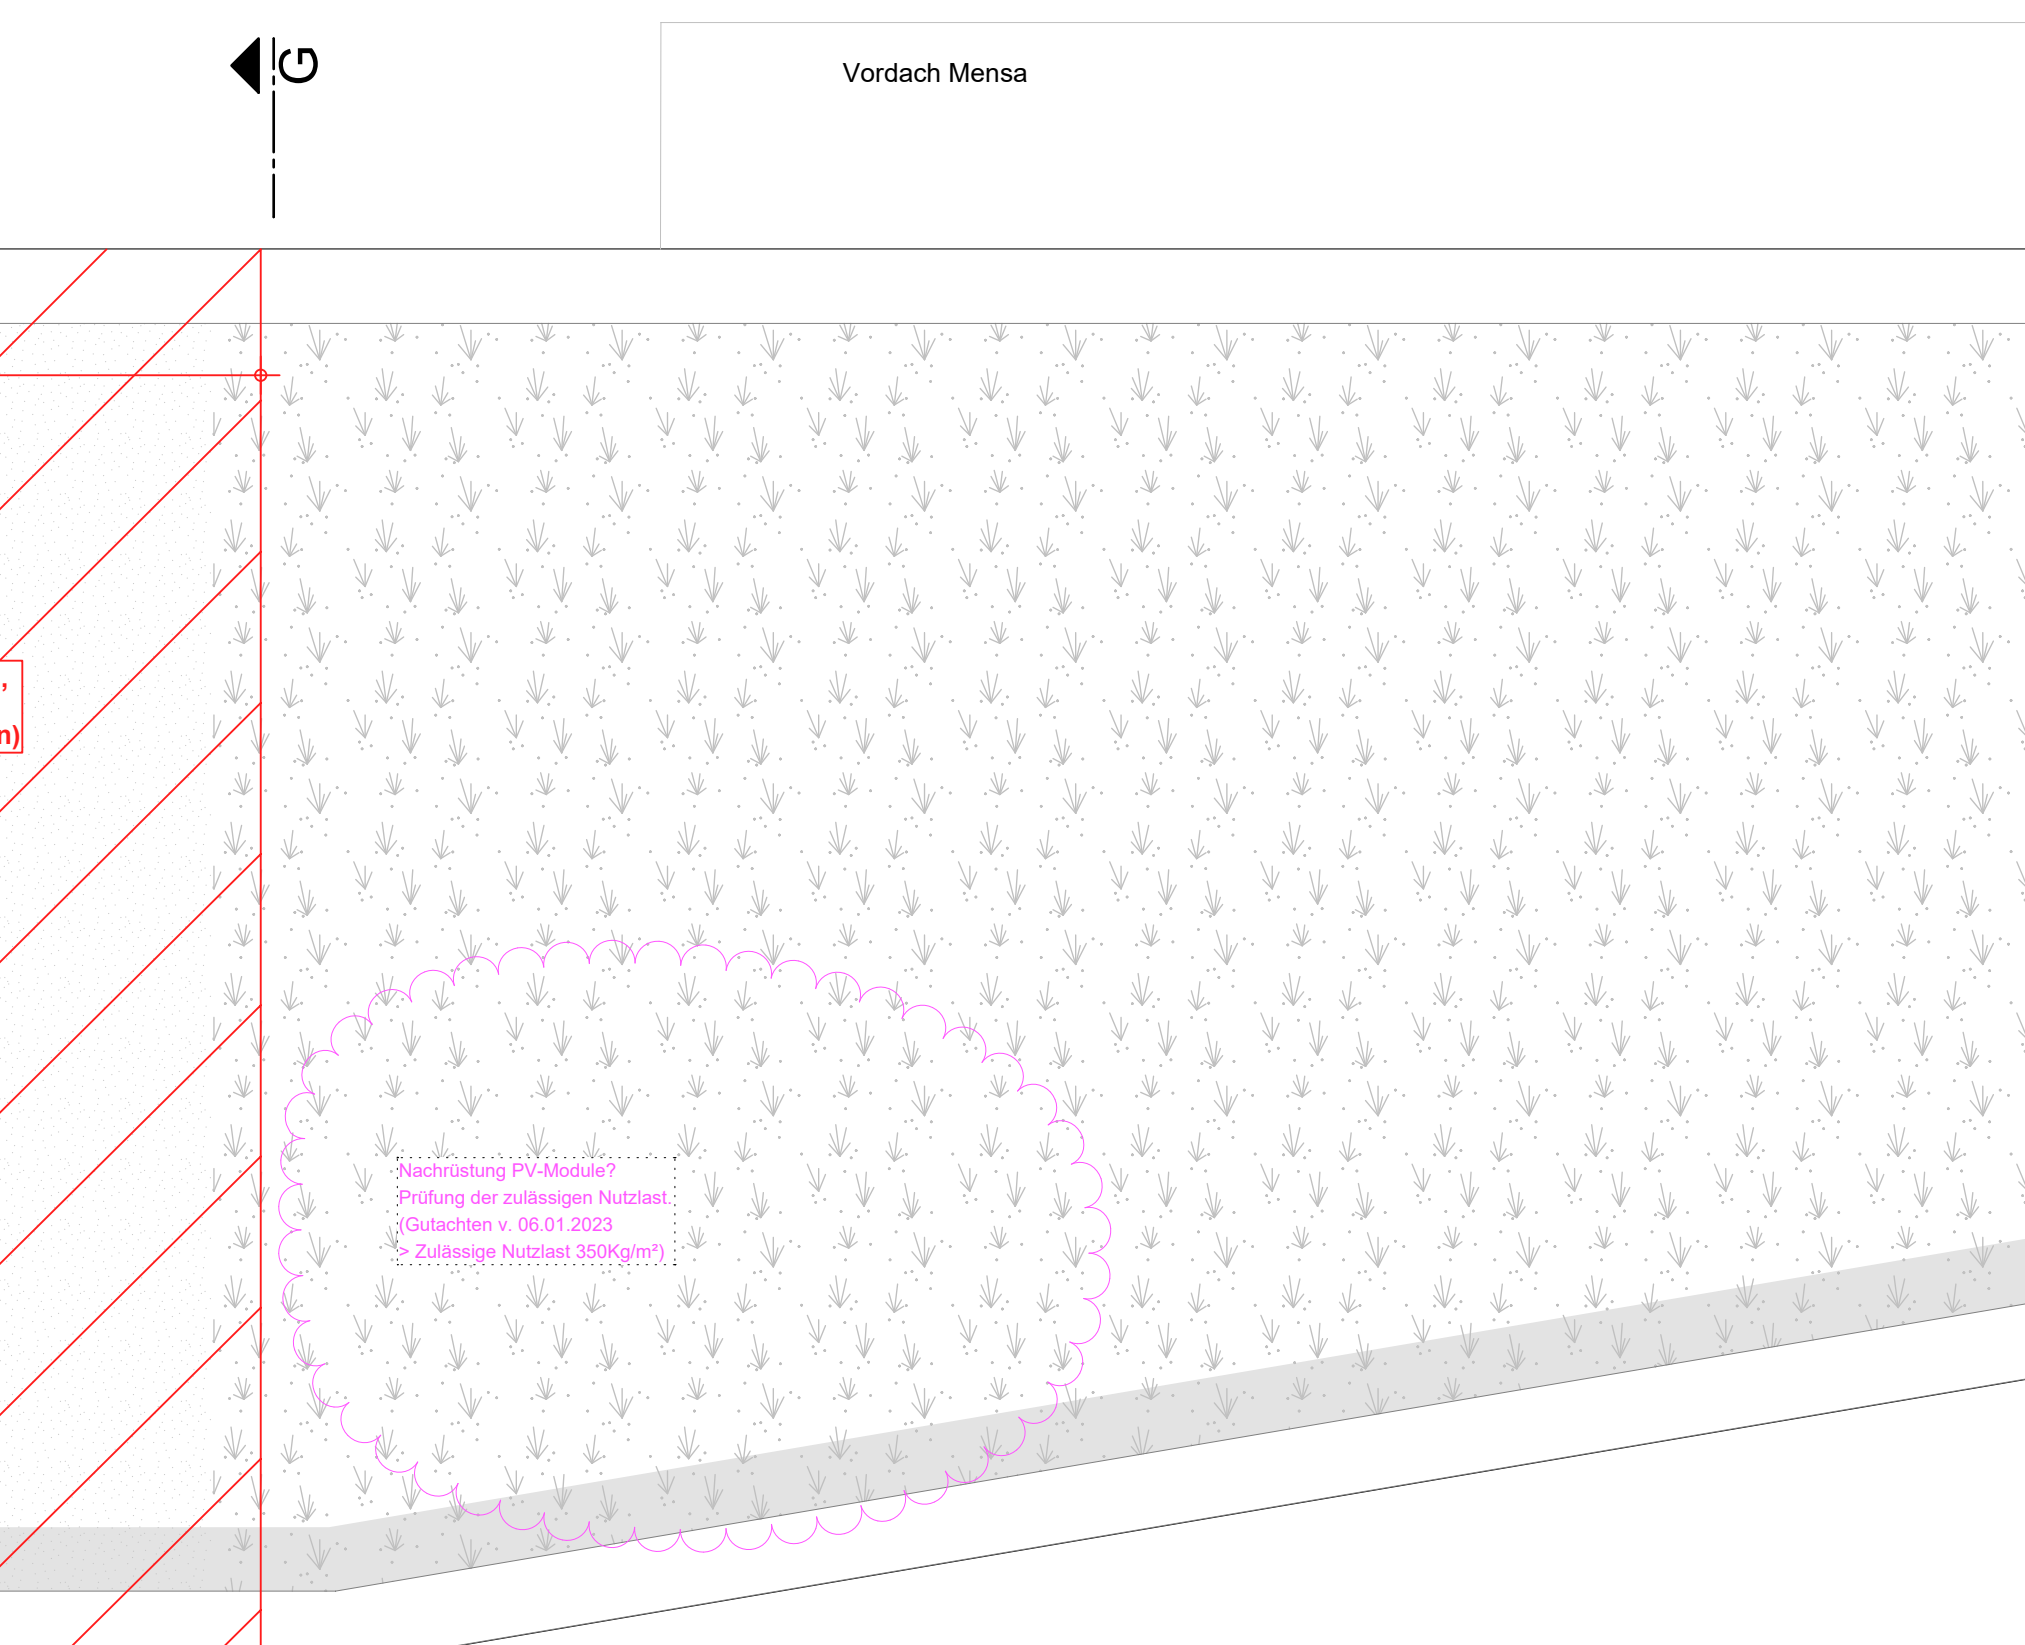 G
Vordach Mensa
,
n)
Nachrüstung PV-Module?
Prüfung der zulässigen Nutzlast.
(Gutachten v. 06.01.2023
> Zulässige Nutzlast 350Kg/m²)